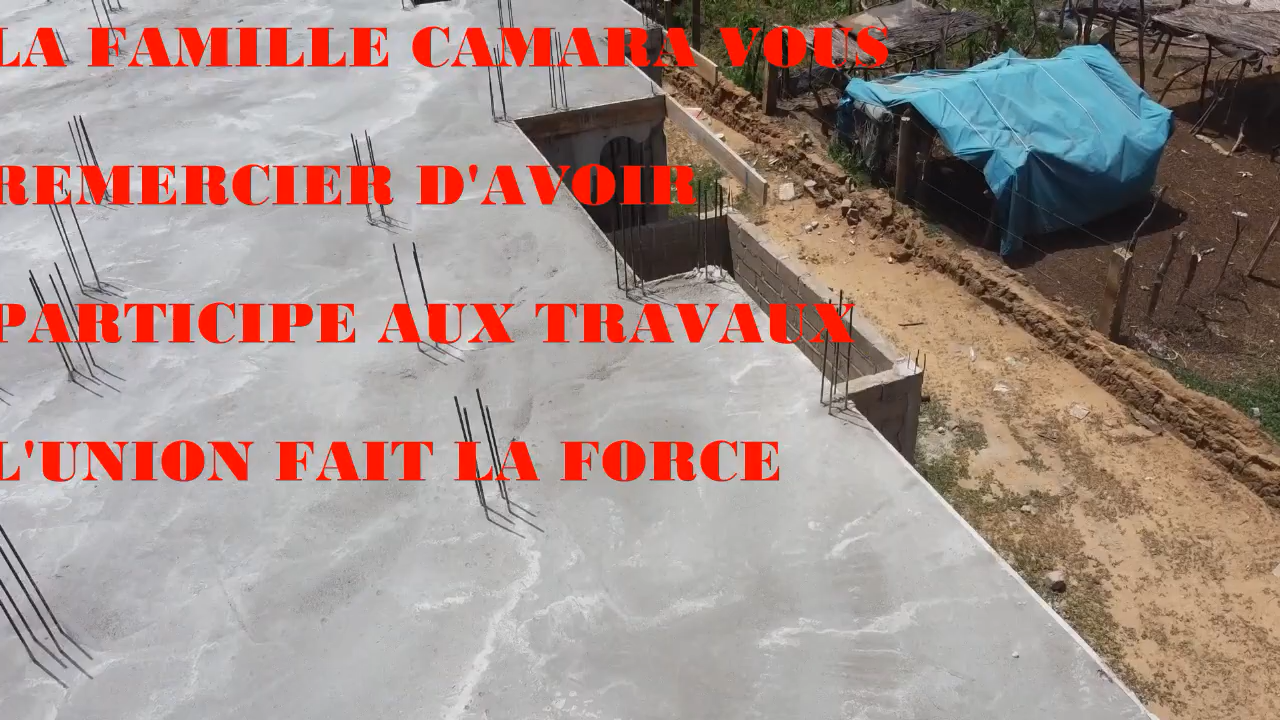 LA FAMILLE CAMARA VOUS
REMERCIER D'AVOIR
PARTICIPE AUX TRAVAUX
L'UNION FAIT LA FORCE